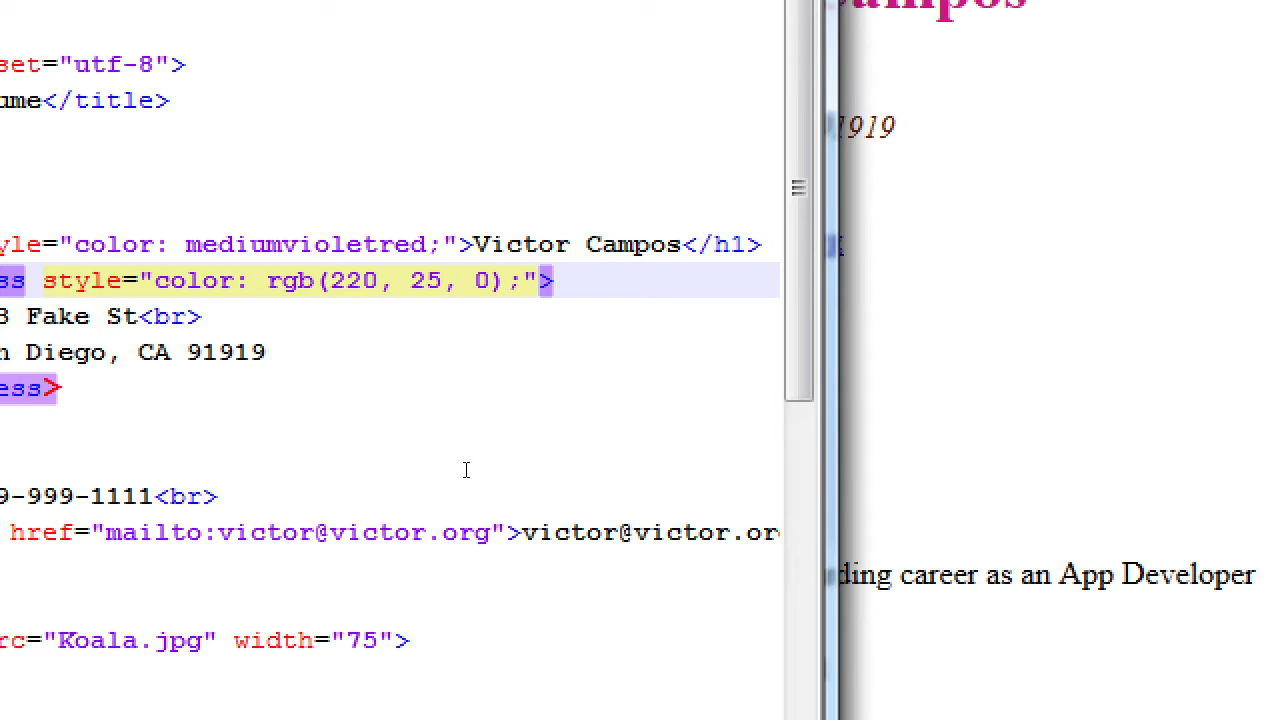 set="utf-8">
ume</title>
yle="color: mediumvioletred;">Victor Campos</h1>
ss style="color: rgb(220, 25, 0);">
3 Fake St<br>
n Diego, CA 91919
ess>
9-999-1111<br>
href="mailto:victor@victor.org">victor@victor.or
rc="Koala.jpg" width="75">
ampos
1919
ding career as an App Developer